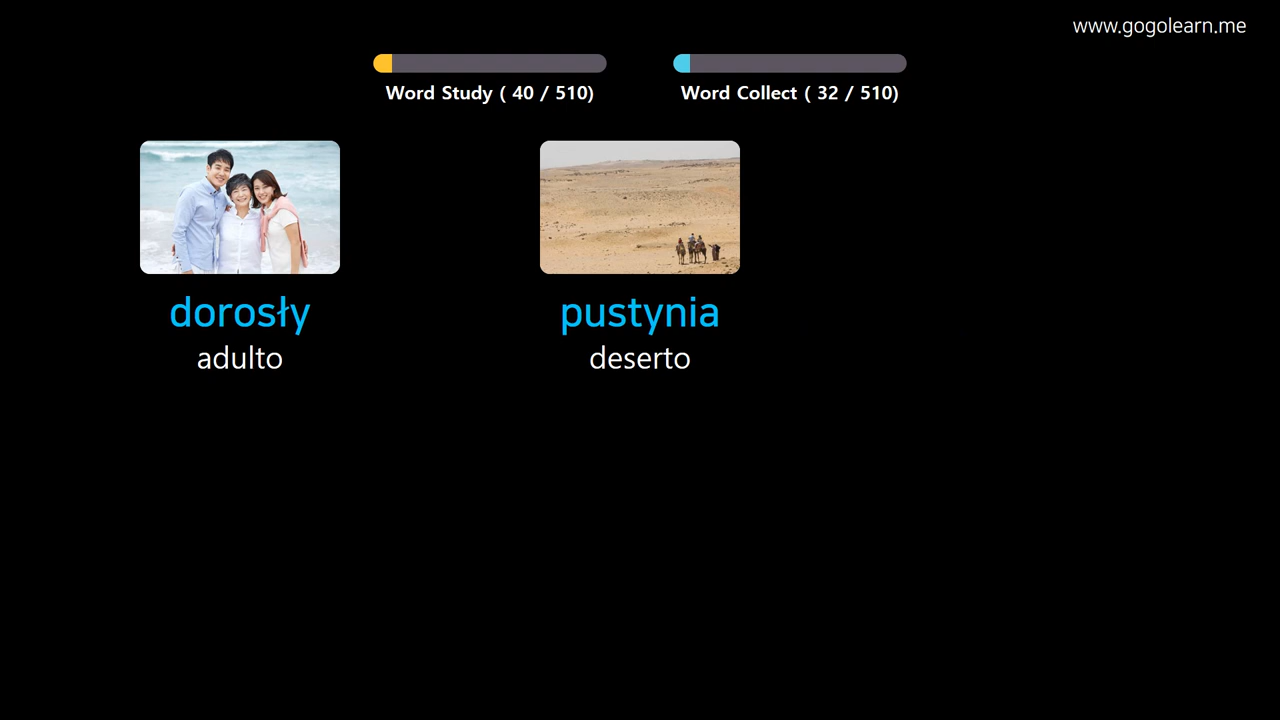 www.gogolearn.me
Word Study ( 40 / 510)
Word Collect ( 32 / 510)
dorosły
adulto
pustynia
deserto